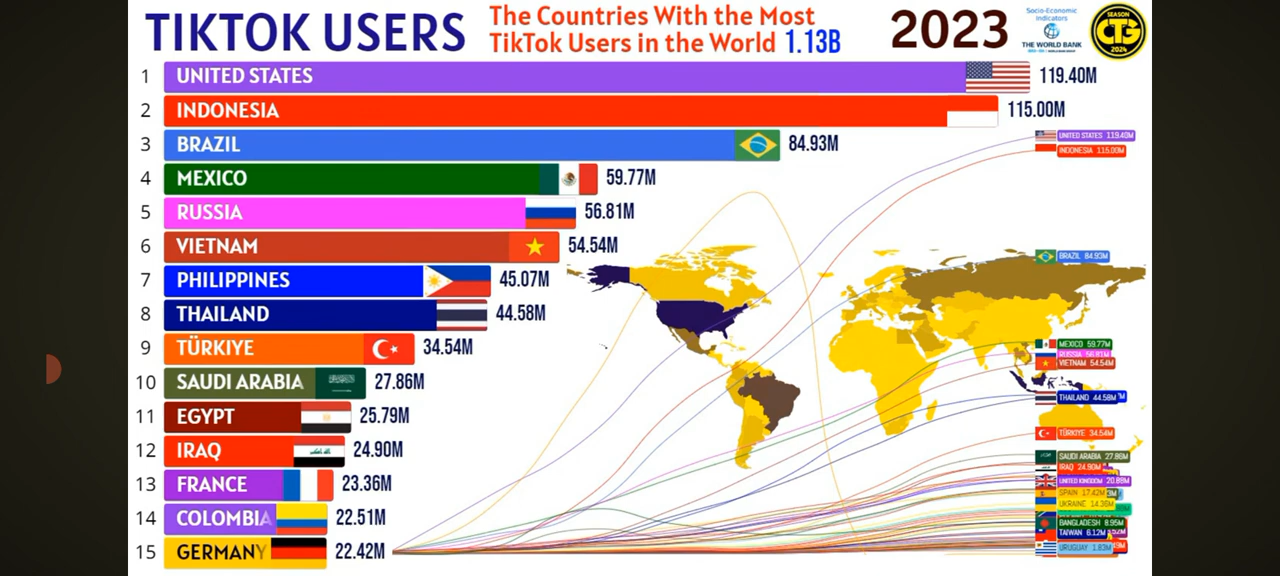 TIKTOK USERS
The Countries With the Most
TikTok Users in the World 1.13B
2023
Socio-Economic
Indicators
THE WORLD BANK
SEASON
CTG
2024
1 UNITED STATES 119.40M
2 INDONESIA 115.00M
3 BRAZIL 84.93M
4 MEXICO 59.77M
5 RUSSIA 56.81M
6 VIETNAM 54.54M
7 PHILIPPINES 45.07M
8 THAILAND 44.58M
9 TÜRKIYE 34.54M
10 SAUDI ARABIA 27.86M
11 EGYPT 25.79M
12 IRAQ 24.90M
13 FRANCE 23.36M
14 COLOMBIA 22.51M
15 GERMANY 22.42M
UNITED STATES 119.40M
INDONESIA 115.00M
BRAZIL 84.93M
MEXICO 59.77M
RUSSIA 56.81M
VIETNAM 54.54M
THAILAND 44.58M
TÜRKIYE 34.54M
SAUDI ARABIA 27.86M
IRAQ 24.90M
UNITED KINGDOM 20.88M
SPAIN 17.42M
UKRAINE 14.36M
BANGLADESH 8.95M
TAIWAN 6.12M
URUGUAY 1.83M